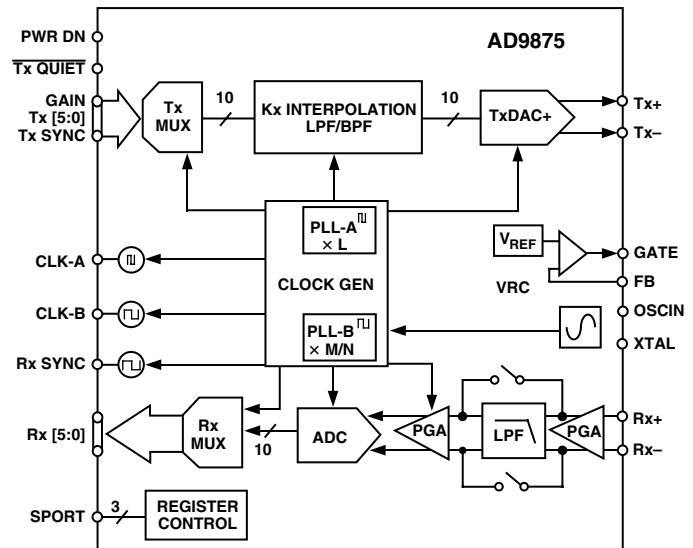 PWR DN
AD9875
Tx QUIET
GAIN
Tx [5:0]
Tx SYNC
Tx
MUX
10
Kx INTERPOLATION
LPF/BPF
10
TxDAC+
Tx+
Tx–
PLL-A
× L
CLOCK GEN
PLL-B
× M/N
VREF
VRC
GATE
FB
OSCIN
XTAL
CLK-A
CLK-B
Rx SYNC
Rx [5:0]
Rx
MUX
10
ADC
PGA
LPF
PGA
Rx+
Rx–
SPORT
3
REGISTER
CONTROL